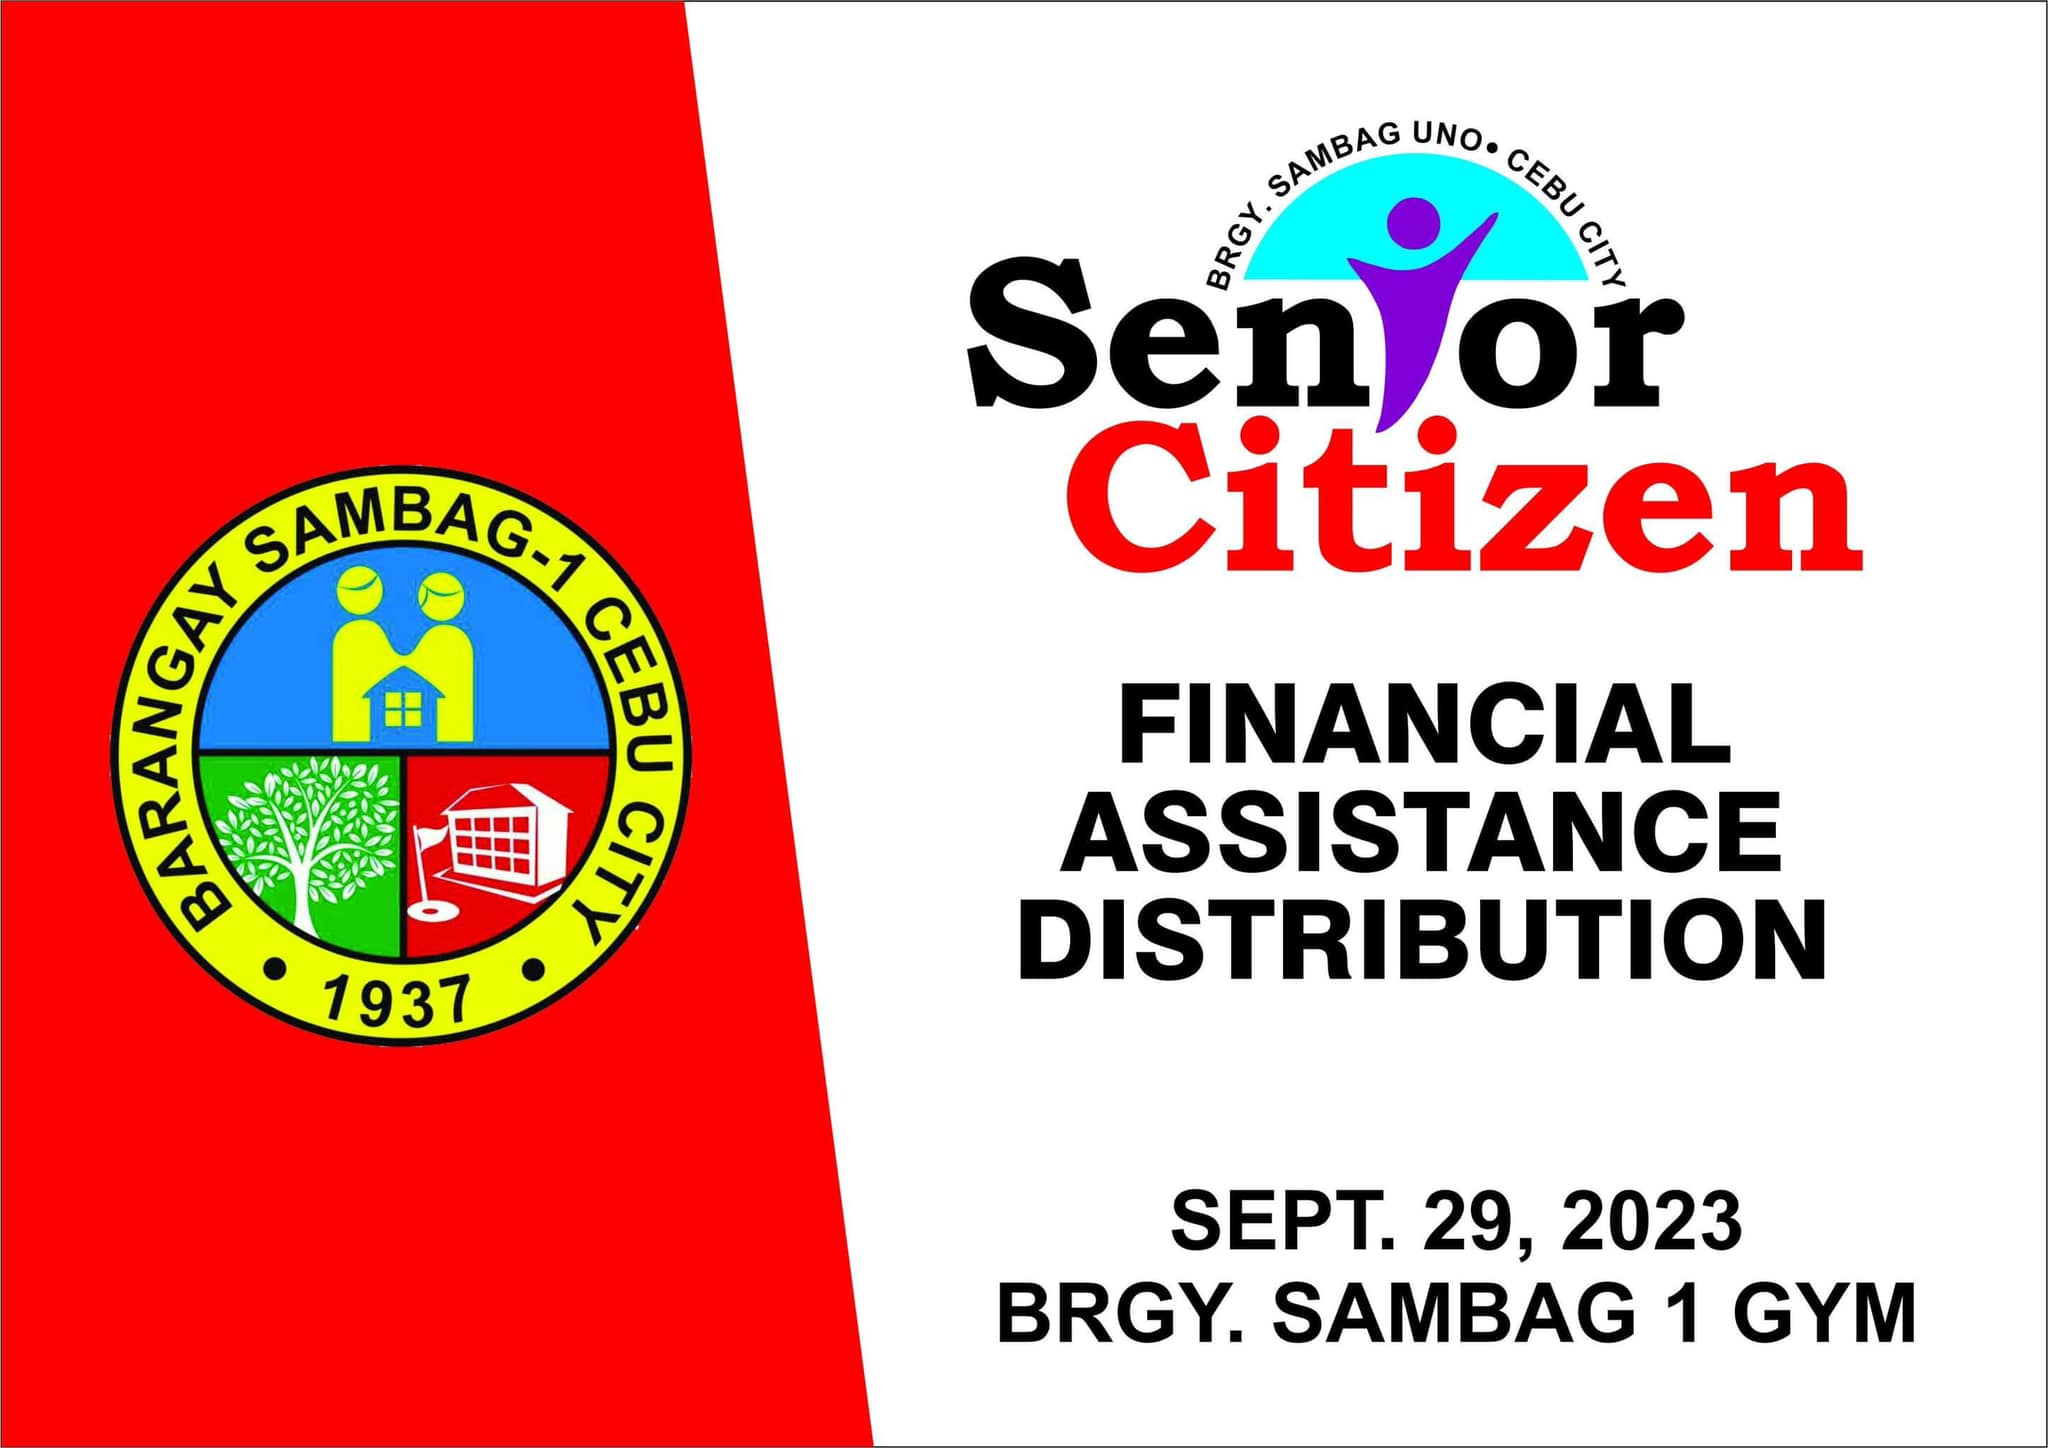 BARANGAY SAMBAG-1 CEBU CITY
• 1937 •
BRGY. SAMBAG UNO• CEBU CITY
Senior
Citizen
FINANCIAL
ASSISTANCE
DISTRIBUTION
SEPT. 29, 2023
BRGY. SAMBAG 1 GYM